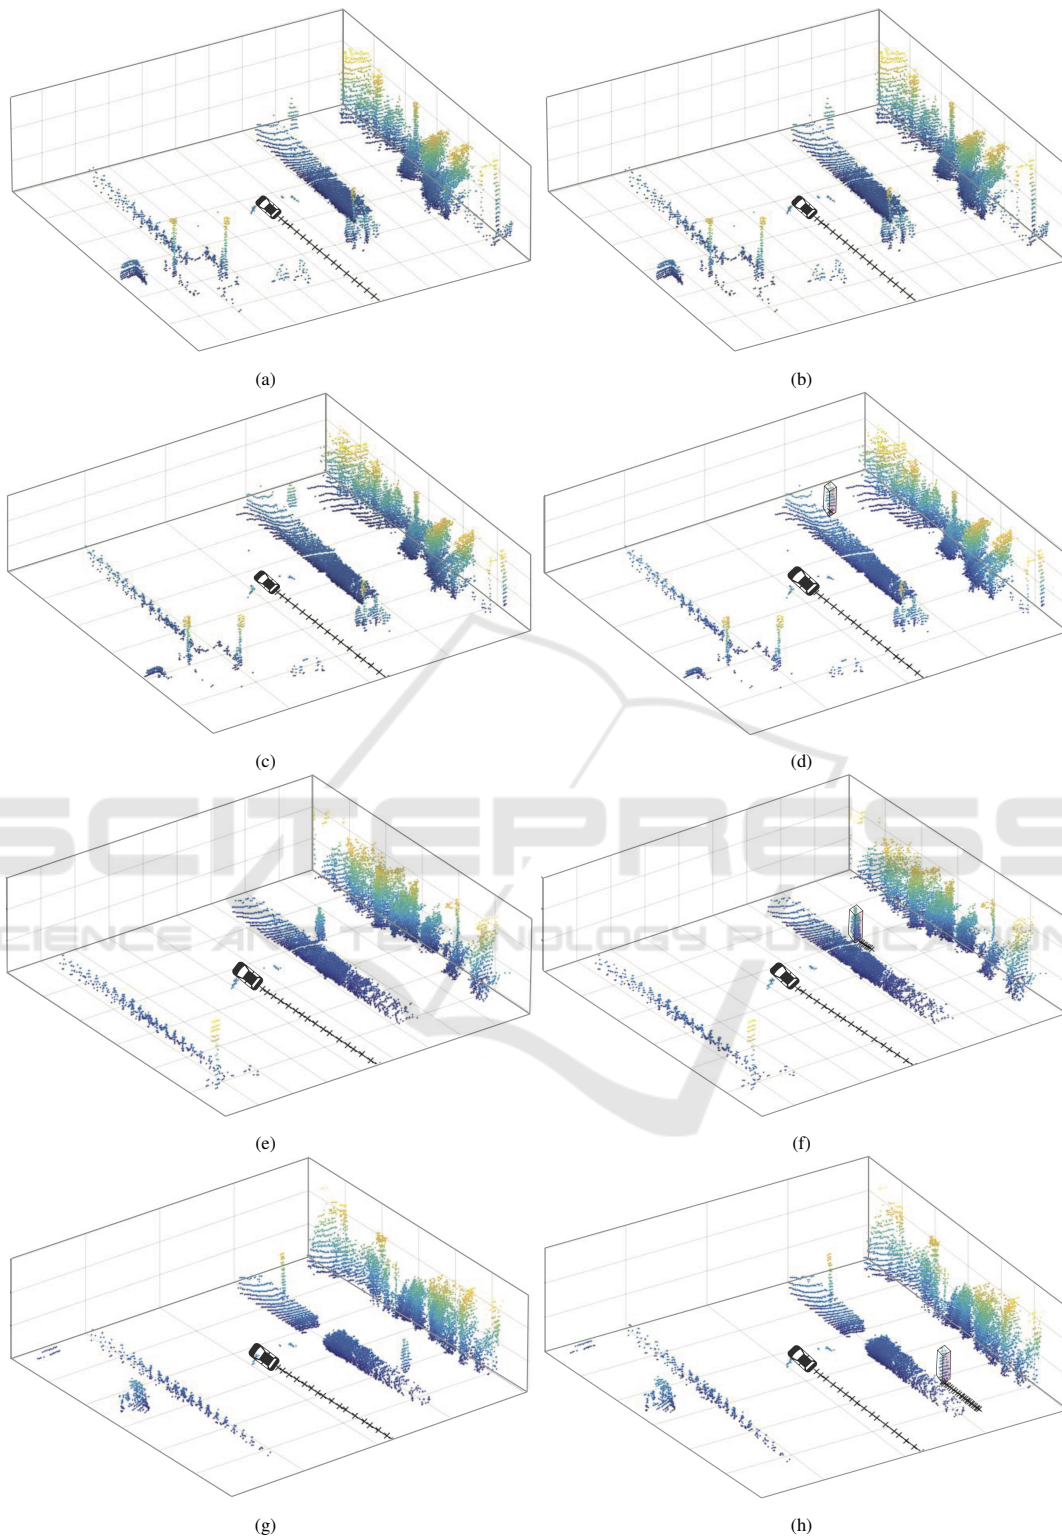 (a)
(b)
(c)
(d)
SCITEPRESS
SCIENCE AND TECHNOLOGY PUBLICATIONS
(e)
(f)
(g)
(h)